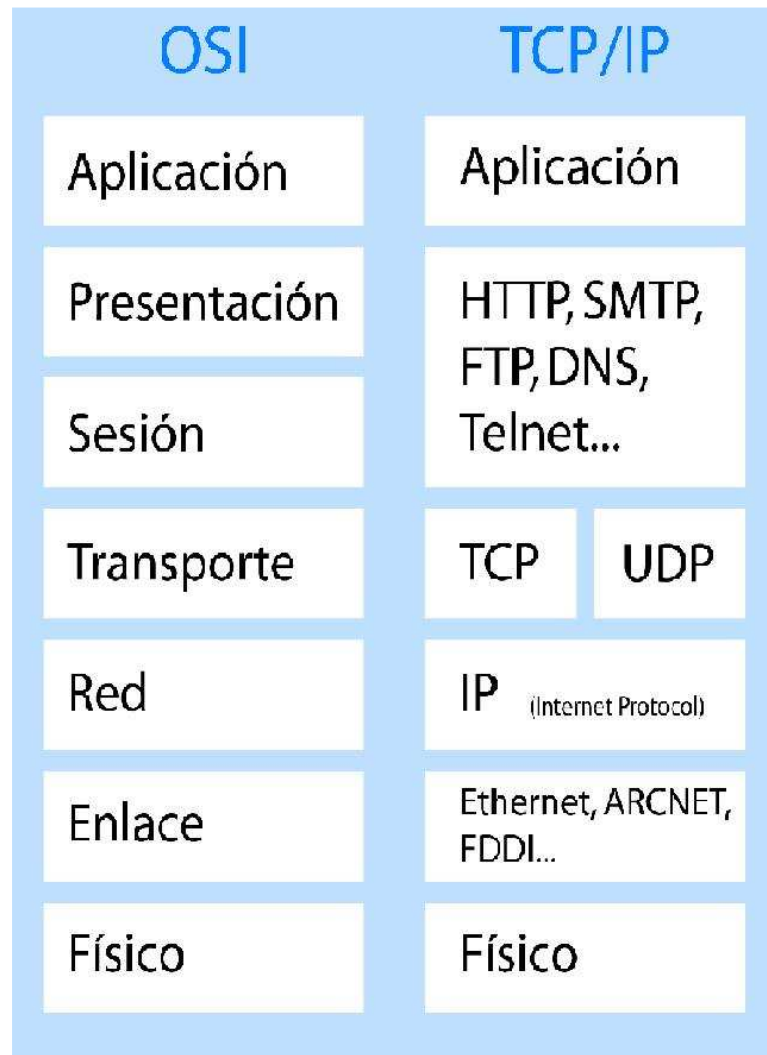 OSI
Aplicación
Presentación
Sesión
Transporte
Red
Enlace
Físico
TCP/IP
Aplicación
HTTP, SMTP,
FTP, DNS,
Telnet...
TCP
UDP
IP (Internet Protocol)
Ethernet, ARCNET,
FDDI...
Físico